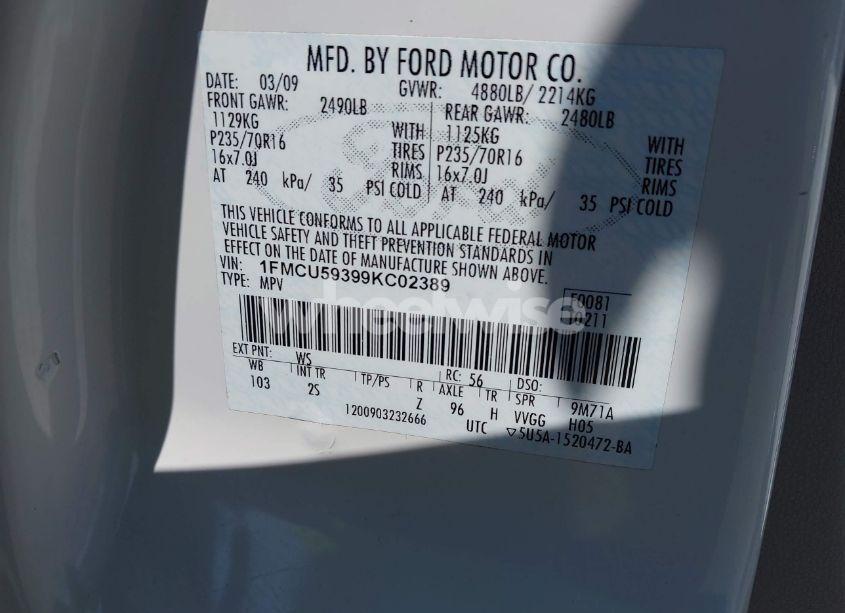 MFD. BY FORD MOTOR CO.
DATE: 03/09 GVWR: 4880LB/ 2214KG
FRONT GAWR: 2490LB REAR GAWR: 2480LB
1129KG WITH 1125KG WITH
P235/70R16 TIRES P235/70R16 TIRES
16x7.0J RIMS 16x7.0J RIMS
AT 240 kPa/ 35 PSI COLD AT 240 kPa/ 35 PSI COLD
THIS VEHICLE CONFORMS TO ALL APPLICABLE FEDERAL MOTOR
VEHICLE SAFETY AND THEFT PREVENTION STANDARDS IN
EFFECT ON THE DATE OF MANUFACTURE SHOWN ABOVE.
VIN: 1FMCU59399KC02389
TYPE: MPV F0081
T0211
wheelwise
EXT PNT: WS RC: 56 DSO:
WB INT TR TP/PS R AXLE TR SPR 9M71A
103 2S Z 96 H VVGG H05
1200903232666 UTC ▽5U5A-1520472-BA